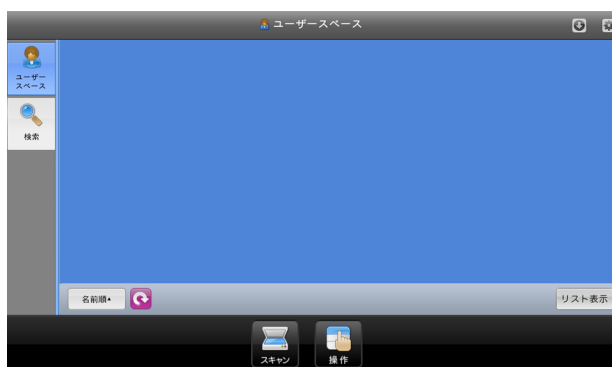 ユーザースペース
ユーザー
スペース
検索
名前順▲
リスト表示
スキャン
操作